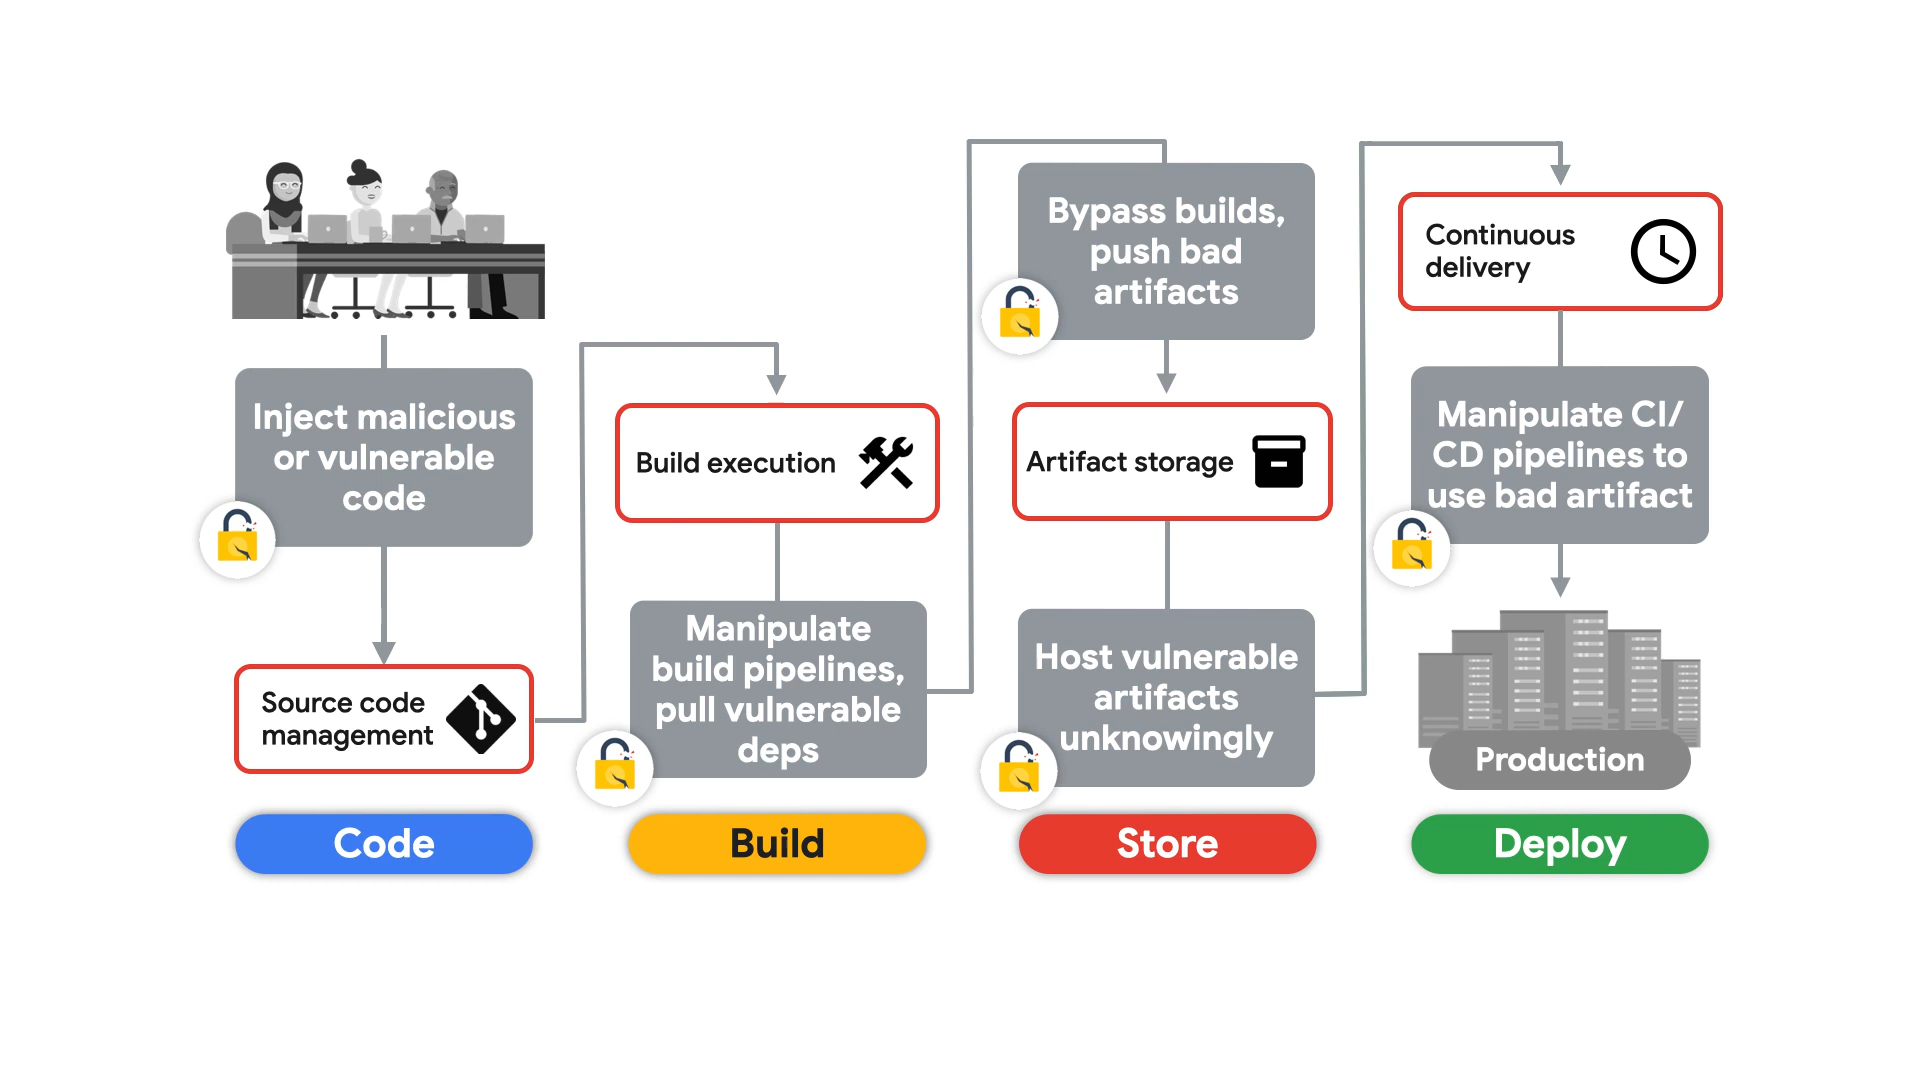 Inject malicious
or vulnerable
code
Source code
management
Code
Build execution
Manipulate
build pipelines,
pull vulnerable
deps
Build
Bypass builds,
push bad
artifacts
Artifact storage
Host vulnerable
artifacts
unknowingly
Store
Continuous
delivery
Manipulate CI/
CD pipelines to
use bad artifact
Production
Deploy